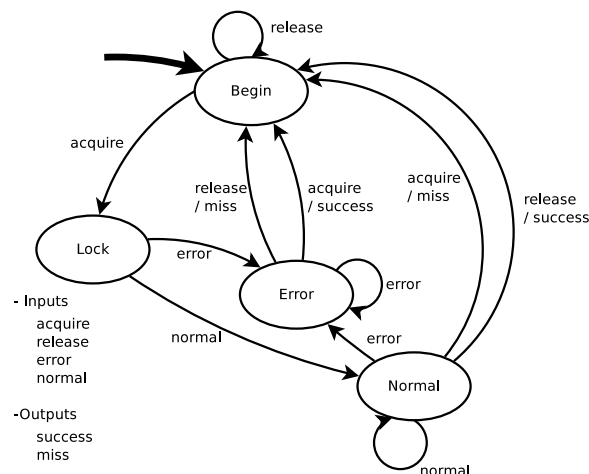 release
Begin
acquire
release
/ miss
acquire
/ success
acquire
/ miss
release
/ success
Lock
error
Error
error
- Inputs
acquire
release
error
normal
normal
error
Normal
-Outputs
success
miss
normal